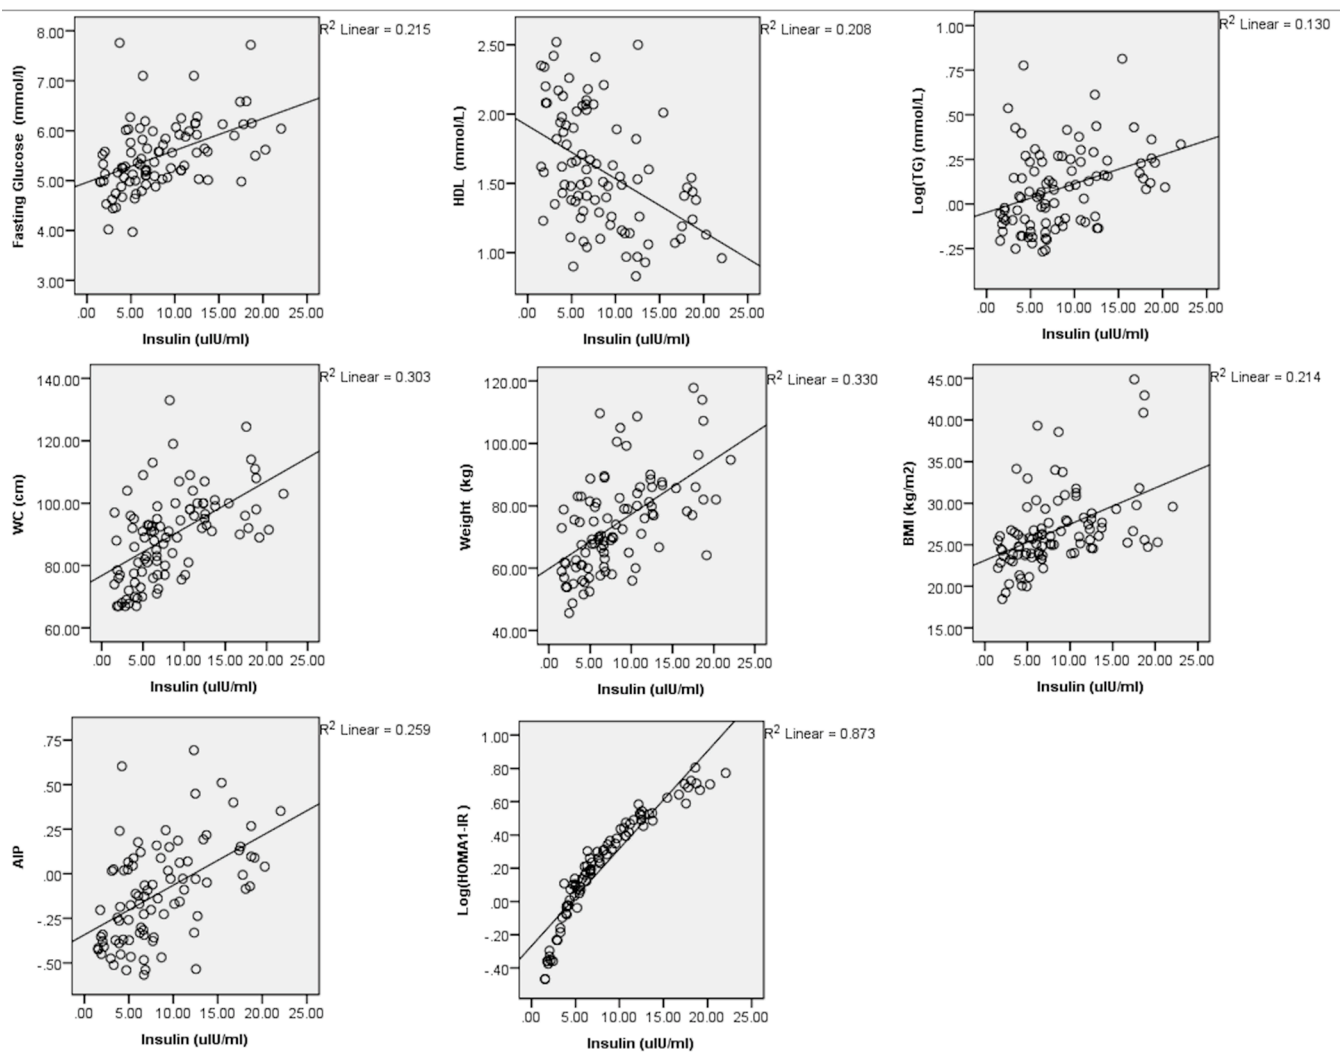 R2 Linear = 0.215
8.00
7.00
6.00
5.00
4.00
3.00
Fasting Glucose (mmol/l)
.00 5.00 10.00 15.00 20.00 25.00
Insulin (uIU/ml)
R2 Linear = 0.208
2.50
2.00
1.50
1.00
HDL (mmol/L)
.00 5.00 10.00 15.00 20.00 25.00
Insulin (uIU/ml)
R2 Linear = 0.130
1.00
.75
.50
.25
.00
-.25
Log(TG) (mmol/L)
.00 5.00 10.00 15.00 20.00 25.00
Insulin (uIU/ml)
R2 Linear = 0.303
140.00
120.00
100.00
80.00
60.00
WC (cm)
.00 5.00 10.00 15.00 20.00 25.00
Insulin (uIU/ml)
R2 Linear = 0.330
120.00
100.00
80.00
60.00
40.00
Weight (kg)
.00 5.00 10.00 15.00 20.00 25.00
Insulin (uIU/ml)
R2 Linear = 0.214
45.00
40.00
35.00
30.00
25.00
20.00
15.00
BMI (kg/m2)
.00 5.00 10.00 15.00 20.00 25.00
Insulin (uIU/ml)
R2 Linear = 0.259
.75
.50
.25
.00
-.25
-.50
AIP
.00 5.00 10.00 15.00 20.00 25.00
Insulin (uIU/ml)
R2 Linear = 0.873
1.00
.80
.60
.40
.20
.00
-.20
-.40
Log(HOMA1-IR )
.00 5.00 10.00 15.00 20.00 25.00
Insulin (uIU/ml)